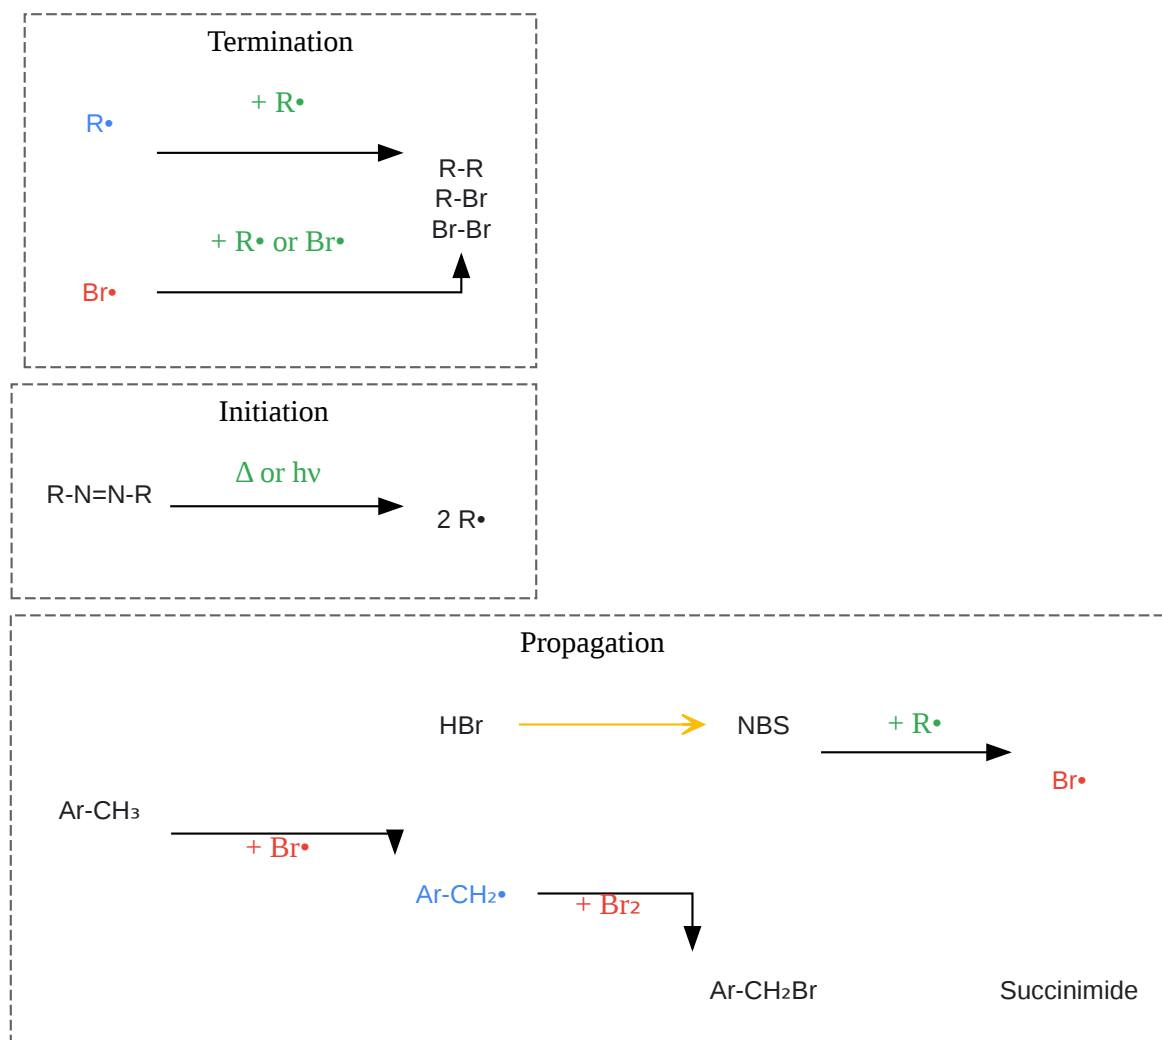 Termination
+ R•
R•
R-R
R-Br
Br-Br
+ R• or Br•
Br•
Initiation
Δ or hν
R-N=N-R
2 R•
Propagation
HBr
NBS
+ R•
Br•
Ar-CH₃
+ Br•
Ar-CH₂•
+ Br₂
Ar-CH₂Br
Succinimide